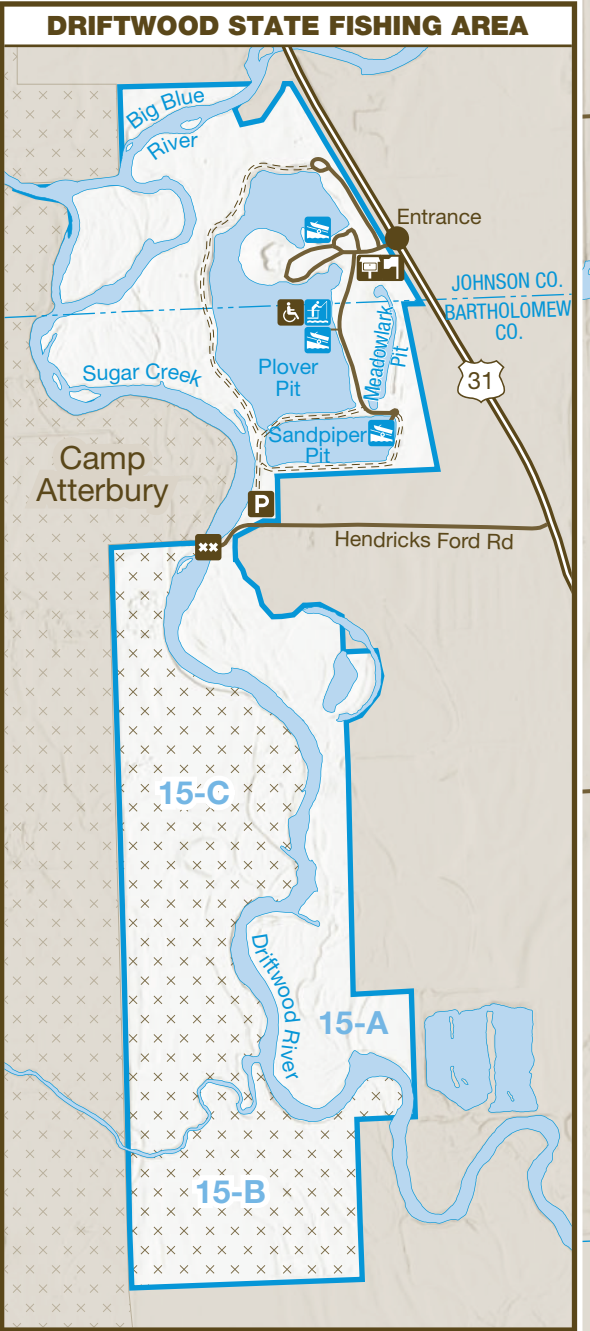 DRIFTWOOD STATE FISHING AREA
Big Blue
River
Entrance
JOHNSON CO.
BARTHOLOMEW
CO.
31
Meadowlark
Pit
Plover
Pit
Sugar Creek
Sandpiper
Pit
Camp
Atterbury
P
Hendricks Ford Rd
15-C
Driftwood River
15-A
15-B